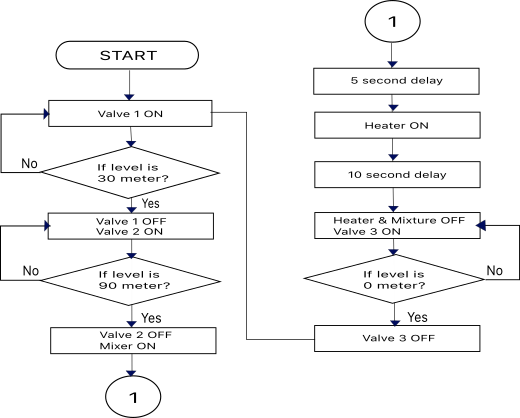 START
Valve 1 ON
If level is
30 meter?
No
Yes
Valve 1 OFF
Valve 2 ON
If level is
90 meter?
No
Yes
Valve 2 OFF
Mixer ON
1
1
5 second delay
Heater ON
10 second delay
Heater & Mixture OFF
Valve 3 ON
If level is
0 meter?
No
Yes
Valve 3 OFF